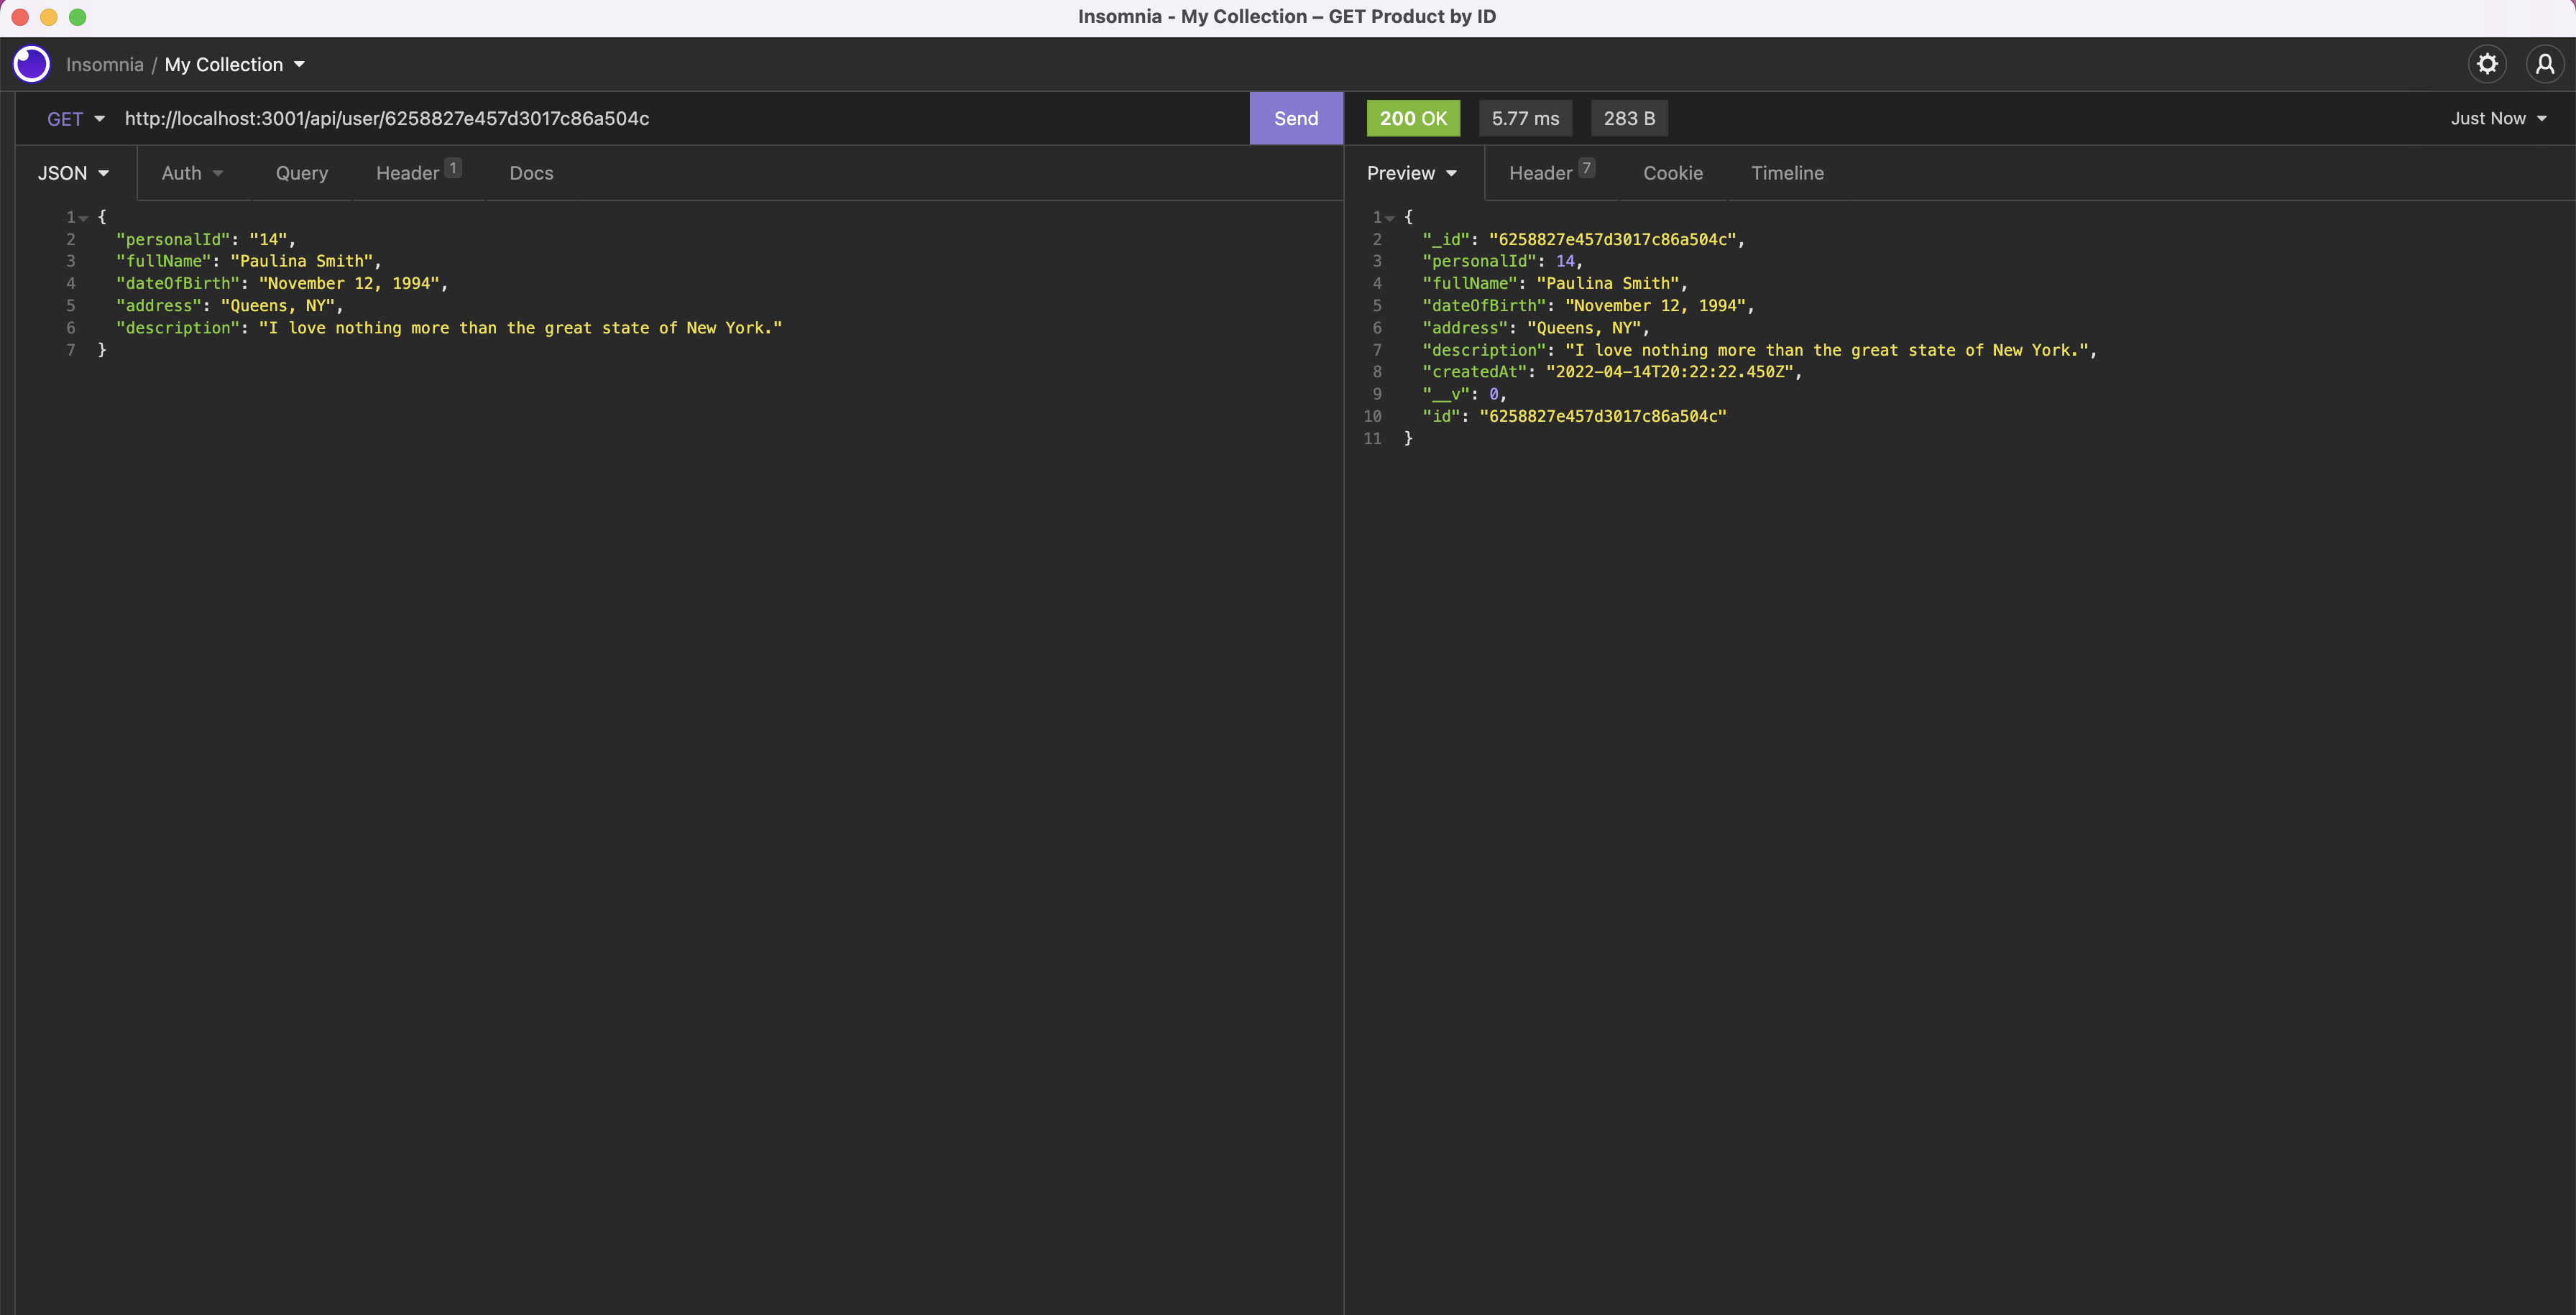 Insomnia - My Collection – GET Product by ID
Insomnia / My Collection
GET http://localhost:3001/api/user/6258827e457d3017c86a504c Send
200 OK 5.77 ms 283 B Just Now
JSON Auth Query Header 1 Docs
1 {
2 "personalId": "14",
3 "fullName": "Paulina Smith",
4 "dateOfBirth": "November 12, 1994",
5 "address": "Queens, NY",
6 "description": "I love nothing more than the great state of New York."
7 }
Preview Header 7 Cookie Timeline
1 {
2 "_id": "6258827e457d3017c86a504c",
3 "personalId": 14,
4 "fullName": "Paulina Smith",
5 "dateOfBirth": "November 12, 1994",
6 "address": "Queens, NY",
7 "description": "I love nothing more than the great state of New York.",
8 "createdAt": "2022-04-14T20:22:22.450Z",
9 "__v": 0,
10 "id": "6258827e457d3017c86a504c"
11 }